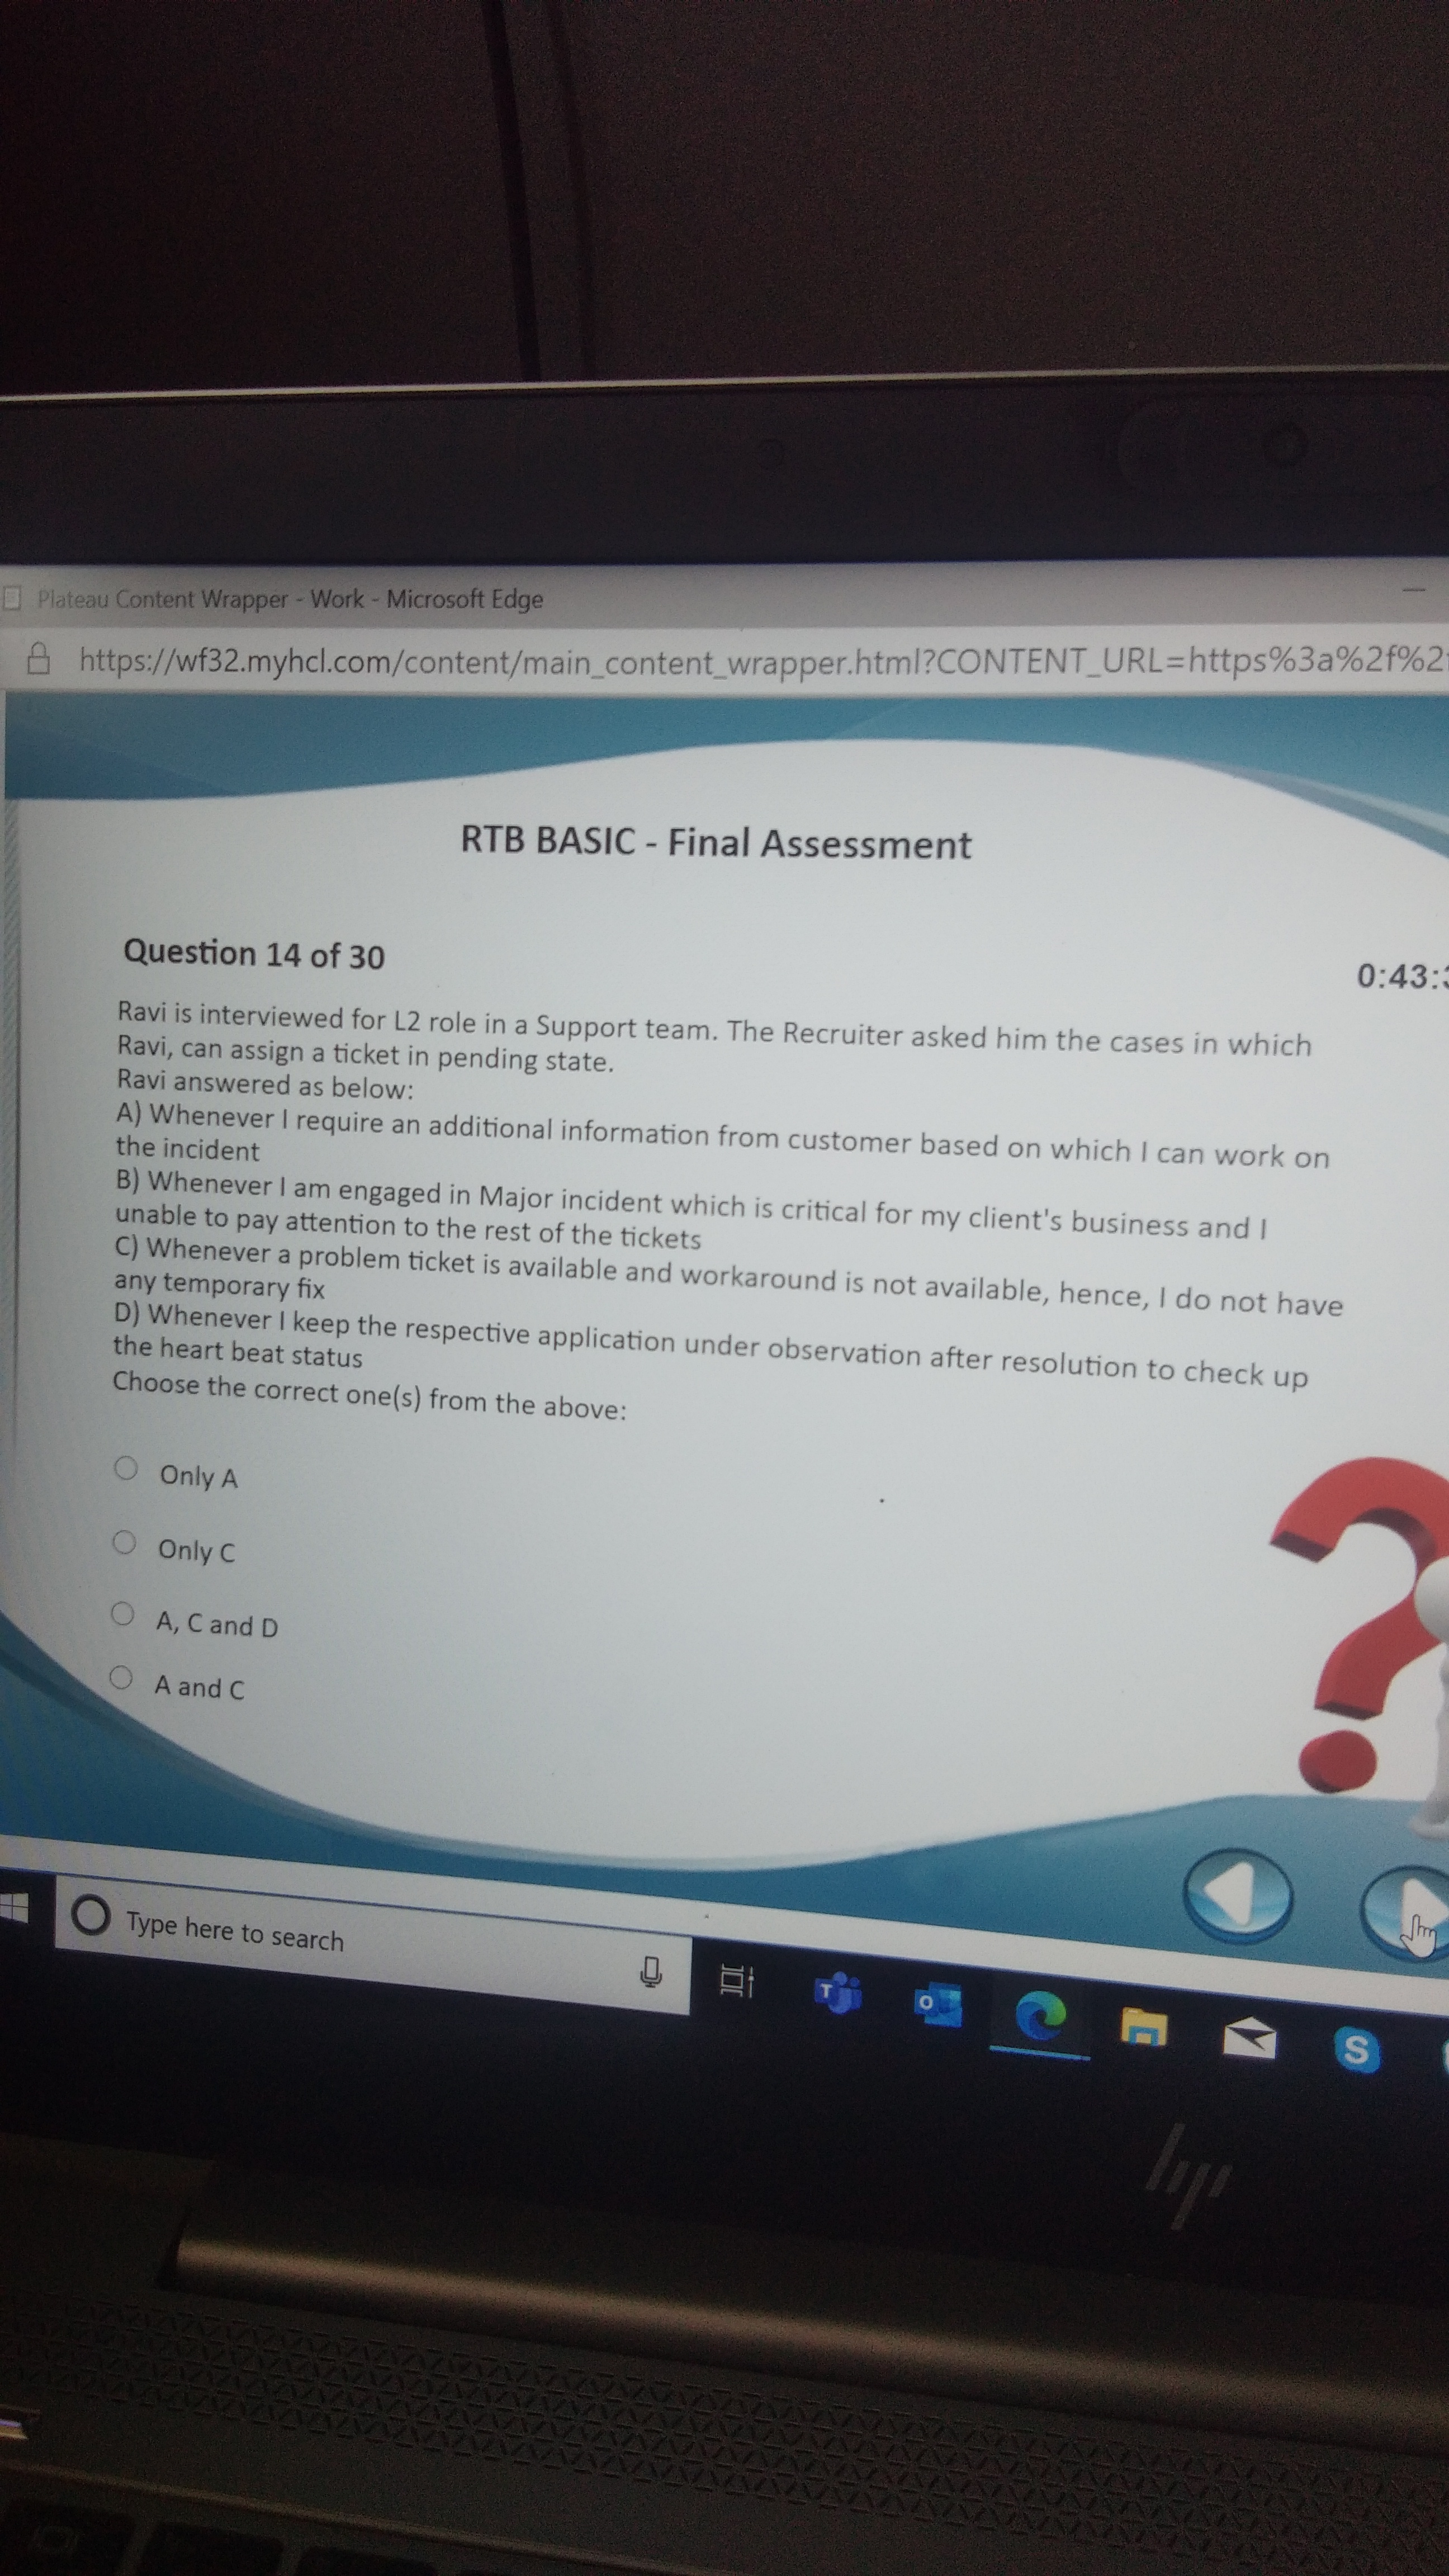 Plateau Content Wrapper - Work - Microsoft Edge
https://wf32.myhcl.com/content/main_content_wrapper.html?CONTENT_URL=https%3a%2f%2
RTB BASIC - Final Assessment
Question 14 of 30
0:43:
Ravi is interviewed for L2 role in a Support team. The Recruiter asked him the cases in which
Ravi, can assign a ticket in pending state.
Ravi answered as below:
A) Whenever I require an additional information from customer based on which I can work on
the incident
B) Whenever I am engaged in Major incident which is critical for my client's business and I
unable to pay attention to the rest of the tickets
C) Whenever a problem ticket is available and workaround is not available, hence, I do not have
any temporary fix
D) Whenever I keep the respective application under observation after resolution to check up
the heart beat status
Choose the correct one(s) from the above:
Only A
Only C
A, C and D
A and C
Type here to search
hp